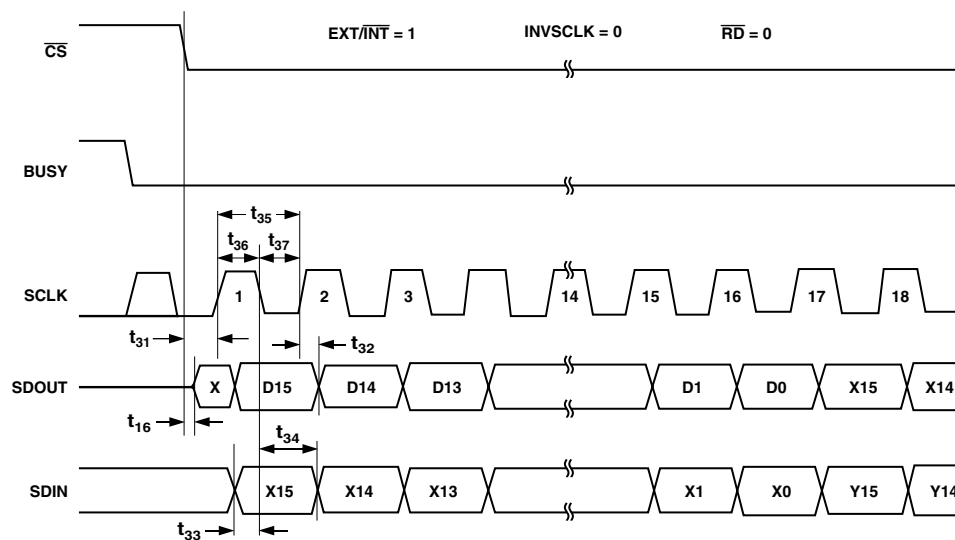 EXT/INT = 1 INVSCLK = 0 RD = 0
CS
BUSY
t35
t36 t37
SCLK 1 2 3 14 15 16 17 18
t31 t32
SDOUT X D15 D14 D13 D1 D0 X15 X14
t16
t34
SDIN X15 X14 X13 X1 X0 Y15 Y14
t33